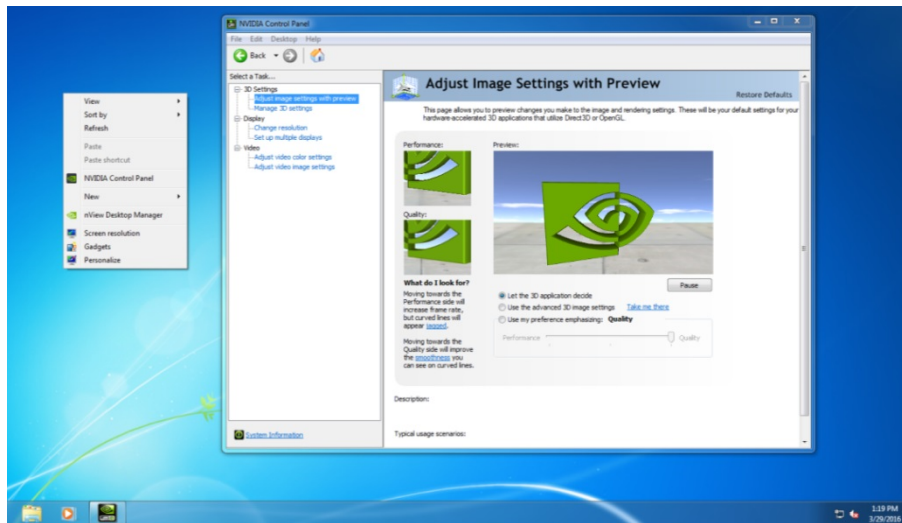 View
Sort by
Refresh
Paste
Paste shortcut
NVIDIA Control Panel
New
nView Desktop Manager
Screen resolution
Gadgets
Personalize
NVIDIA Control Panel
File Edit Desktop Help
Back
Select a Task...
3D Settings
Adjust image settings with preview
Manage 3D settings
Display
Change resolution
Set up multiple displays
Video
Adjust video color settings
Adjust video image settings
System Information
Adjust Image Settings with Preview
Restore Defaults
This page allows you to preview changes you make to the image and rendering settings. These will be your default settings for your
hardware-accelerated 3D applications that utilize Direct3D or OpenGL.
Performance:
Quality:
What do I look for?
Moving towards the
Performance side will
increase frame rate,
but curved lines will
appear jagged.
Moving towards the
Quality side will improve
the smoothness you
can see on curved lines.
Preview:
Pause
Let the 3D application decide
Use the advanced 3D image settings Take me there
Use my preference emphasizing: Quality
Performance Quality
Description:
Typical usage scenarios:
1:19 PM
3/29/2016